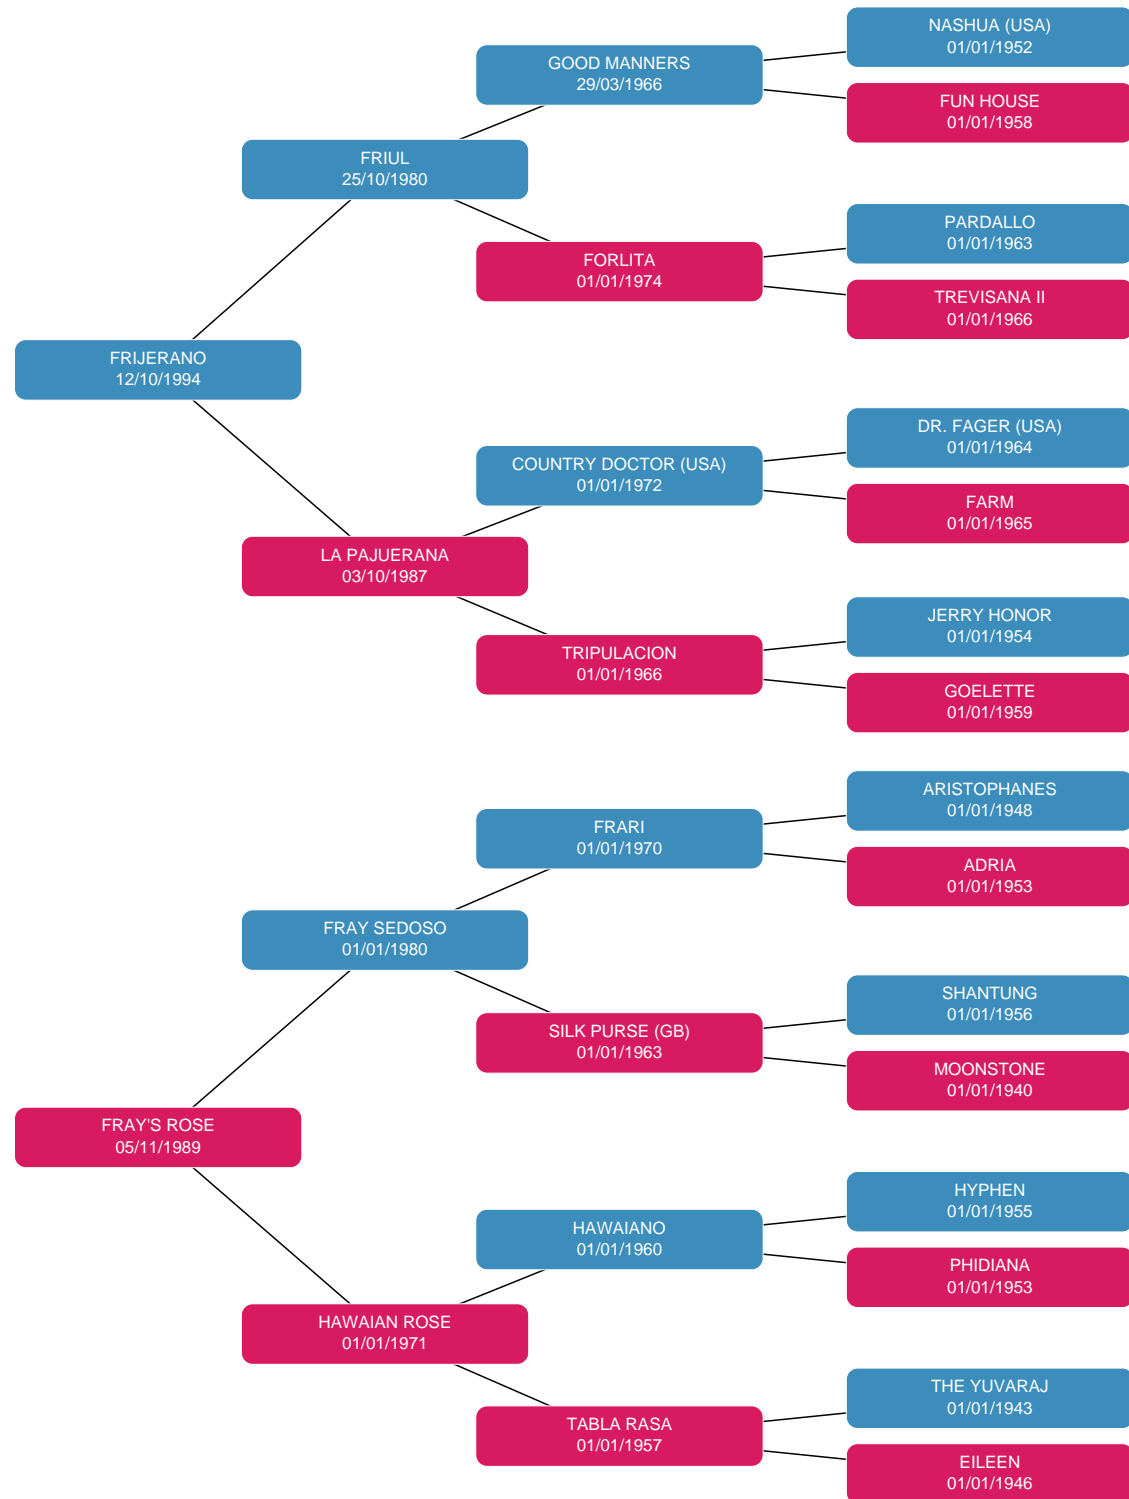 NASHUA (USA)
01/01/1952
GOOD MANNERS
29/03/1966
FUN HOUSE
01/01/1958
FRIUL
25/10/1980
PARDALLO
01/01/1963
FORLITA
01/01/1974
TREVISANA II
01/01/1966
FRIJERANO
12/10/1994
DR. FAGER (USA)
01/01/1964
COUNTRY DOCTOR (USA)
01/01/1972
FARM
01/01/1965
LA PAJUERANA
03/10/1987
JERRY HONOR
01/01/1954
TRIPULACION
01/01/1966
GOELETTE
01/01/1959
ARISTOPHANES
01/01/1948
FRARI
01/01/1970
ADRIA
01/01/1953
FRAY SEDOSO
01/01/1980
SHANTUNG
01/01/1956
SILK PURSE (GB)
01/01/1963
MOONSTONE
01/01/1940
FRAY'S ROSE
05/11/1989
HYPHEN
01/01/1955
HAWAIANO
01/01/1960
PHIDIANA
01/01/1953
HAWAIAN ROSE
01/01/1971
THE YUVARAJ
01/01/1943
TABLA RASA
01/01/1957
EILEEN
01/01/1946